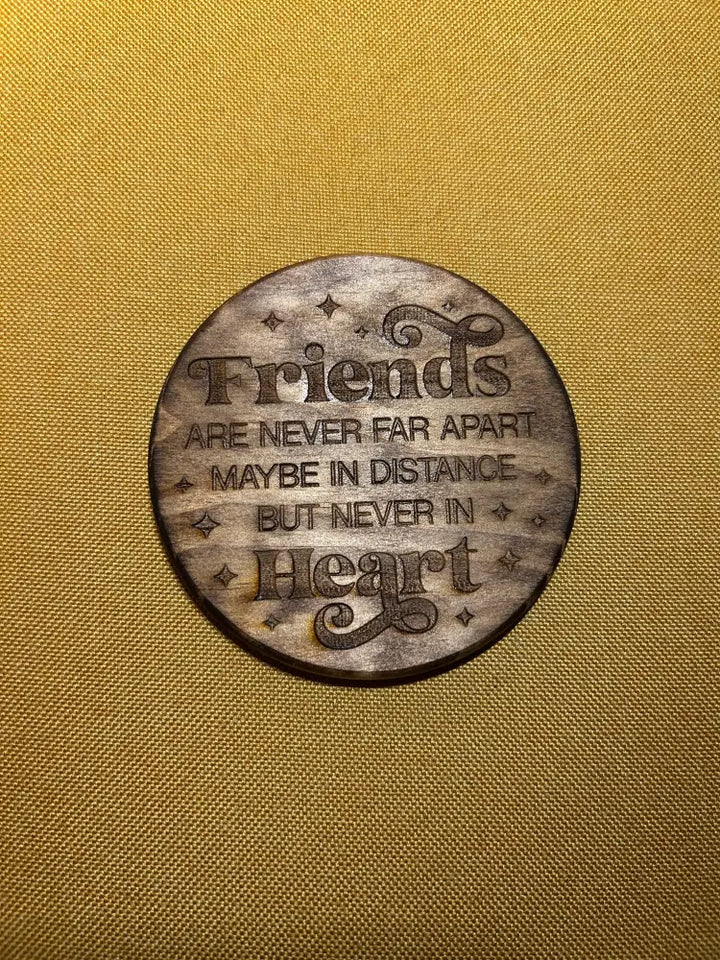 Friends
ARE NEVER FAR APART
MAYBE IN DISTANCE
BUT NEVER IN
Heart